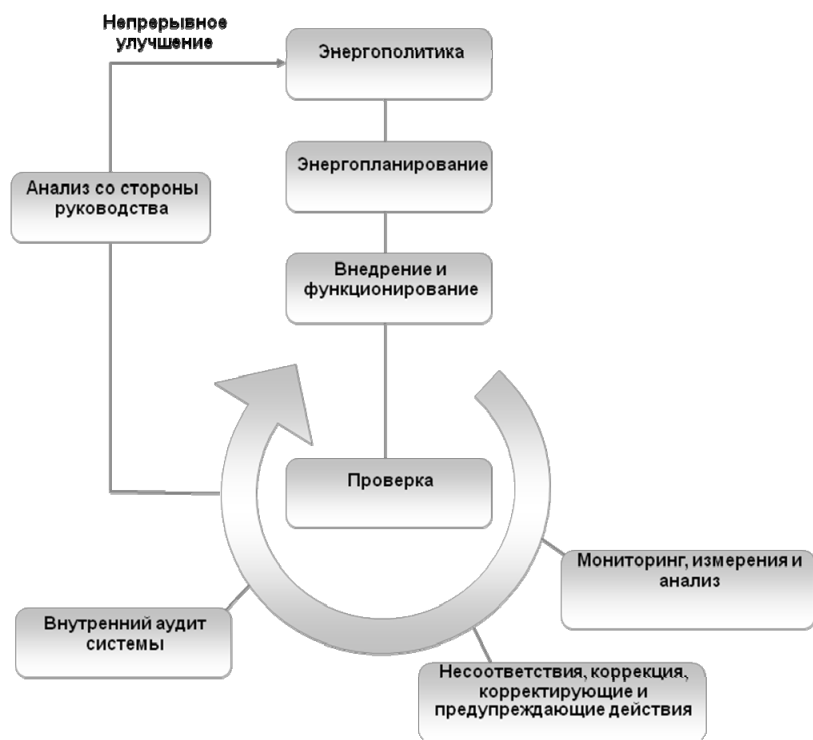 Непрерывное
улучшение
Энергополитика
Энергопланирование
Анализ со стороны
руководства
Внедрение и
функционирование
Проверка
Мониторинг, измерения и
анализ
Внутренний аудит
системы
Несоответствия, коррекция,
корректирующие и
предупреждающие действия